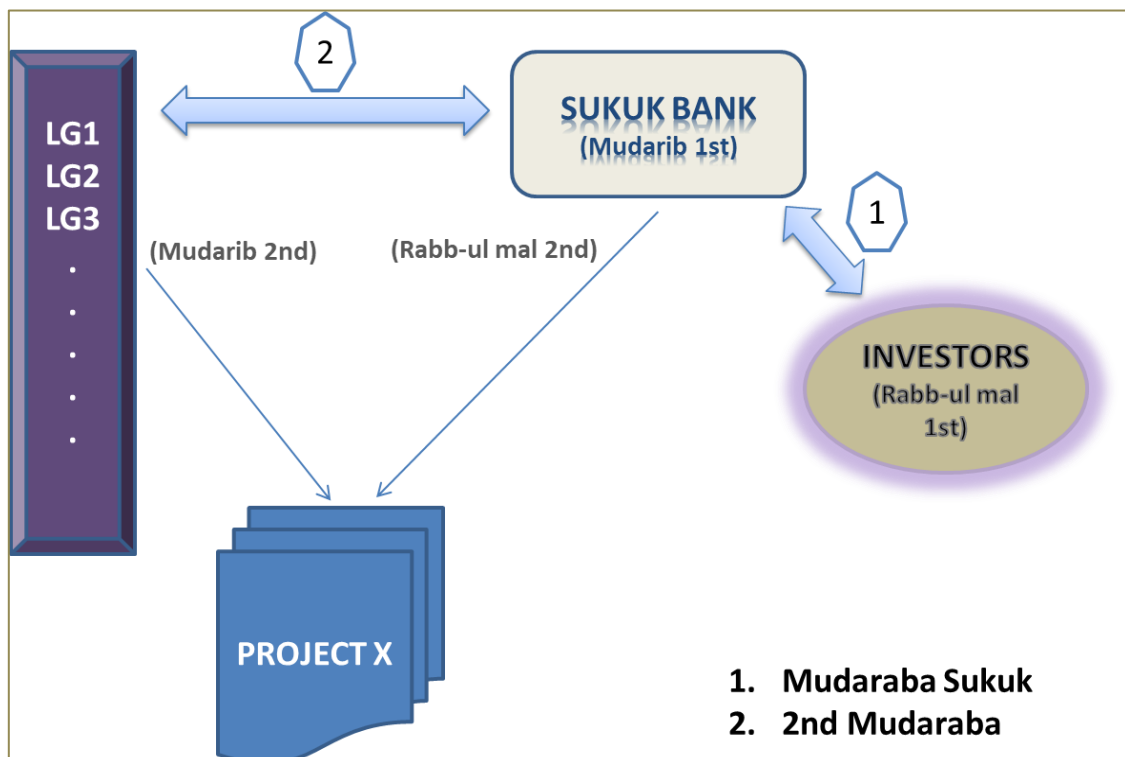 2
SUKUK BANK
(Mudarib 1st)
LG1
LG2
LG3
.
.
.
.
.
1
(Mudarib 2nd)
(Rabb-ul mal 2nd)
INVESTORS
(Rabb-ul mal
1st)
PROJECT X
1. Mudaraba Sukuk
2. 2nd Mudaraba